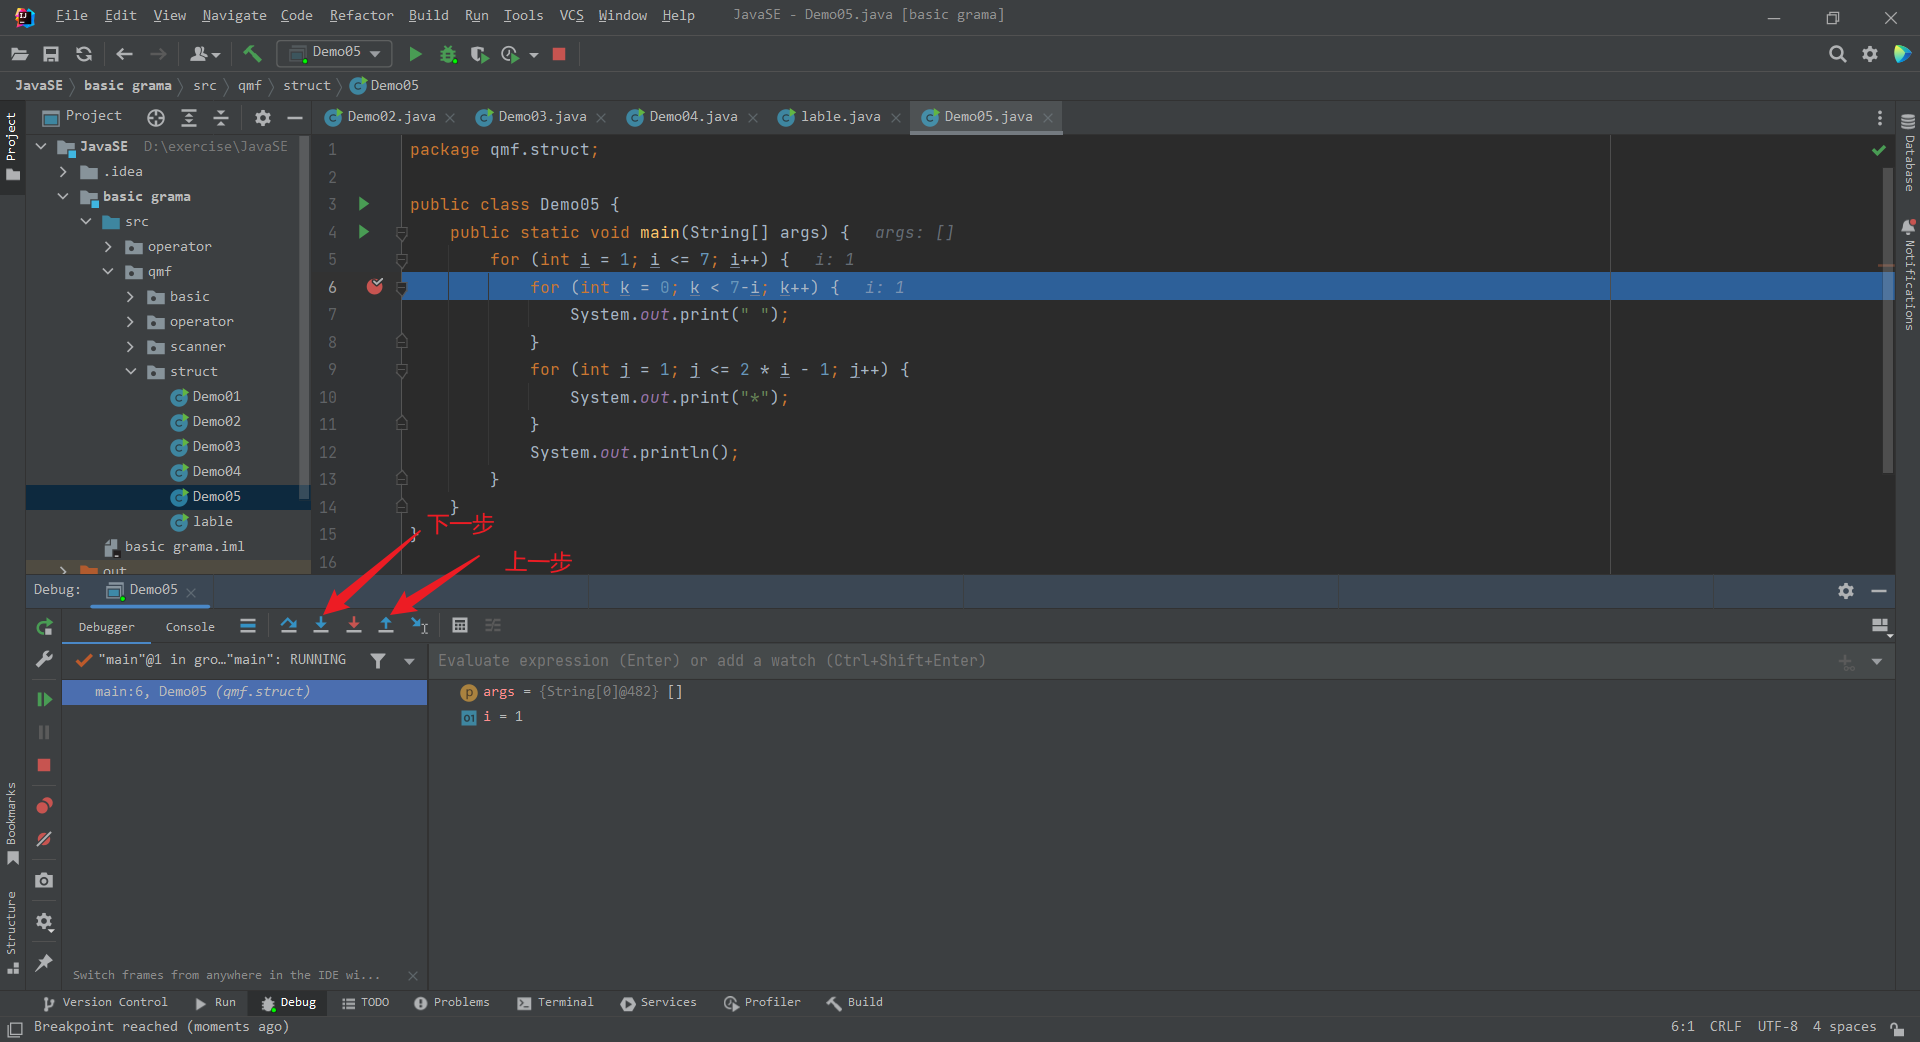 File Edit View Navigate Code Refactor Build Run Tools VCS Window Help JavaSE - Demo05.java [basic grama]
Demo05
JavaSE basic grama src qmf struct Demo05
Project
Demo02.java Demo03.java Demo04.java lable.java Demo05.java
Project
Database
Notifications
Bookmarks
Structure
JavaSE D:\exercise\JavaSE
.idea
basic grama
src
operator
qmf
basic
operator
scanner
struct
Demo01
Demo02
Demo03
Demo04
Demo05
lable
basic grama.iml
out
1 package qmf.struct;
2
3 public class Demo05 {
4 public static void main(String[] args) { args: []
5 for (int i = 1; i <= 7; i++) { i: 1
6 for (int k = 0; k < 7-i; k++) { i: 1
7 System.out.print(" ");
8 }
9 for (int j = 1; j <= 2 * i - 1; j++) {
10 System.out.print("*");
11 }
12 System.out.println();
13 }
14 }
15 }
16
下一步
上一步
Debug: Demo05
Debugger Console
"main"@1 in gro..."main": RUNNING
Evaluate expression (Enter) or add a watch (Ctrl+Shift+Enter)
main:6, Demo05 (qmf.struct)
args = {String[0]@482} []
i = 1
Switch frames from anywhere in the IDE wi...
Version Control Run Debug TODO Problems Terminal Services Profiler Build
Breakpoint reached (moments ago)
6:1 CRLF UTF-8 4 spaces